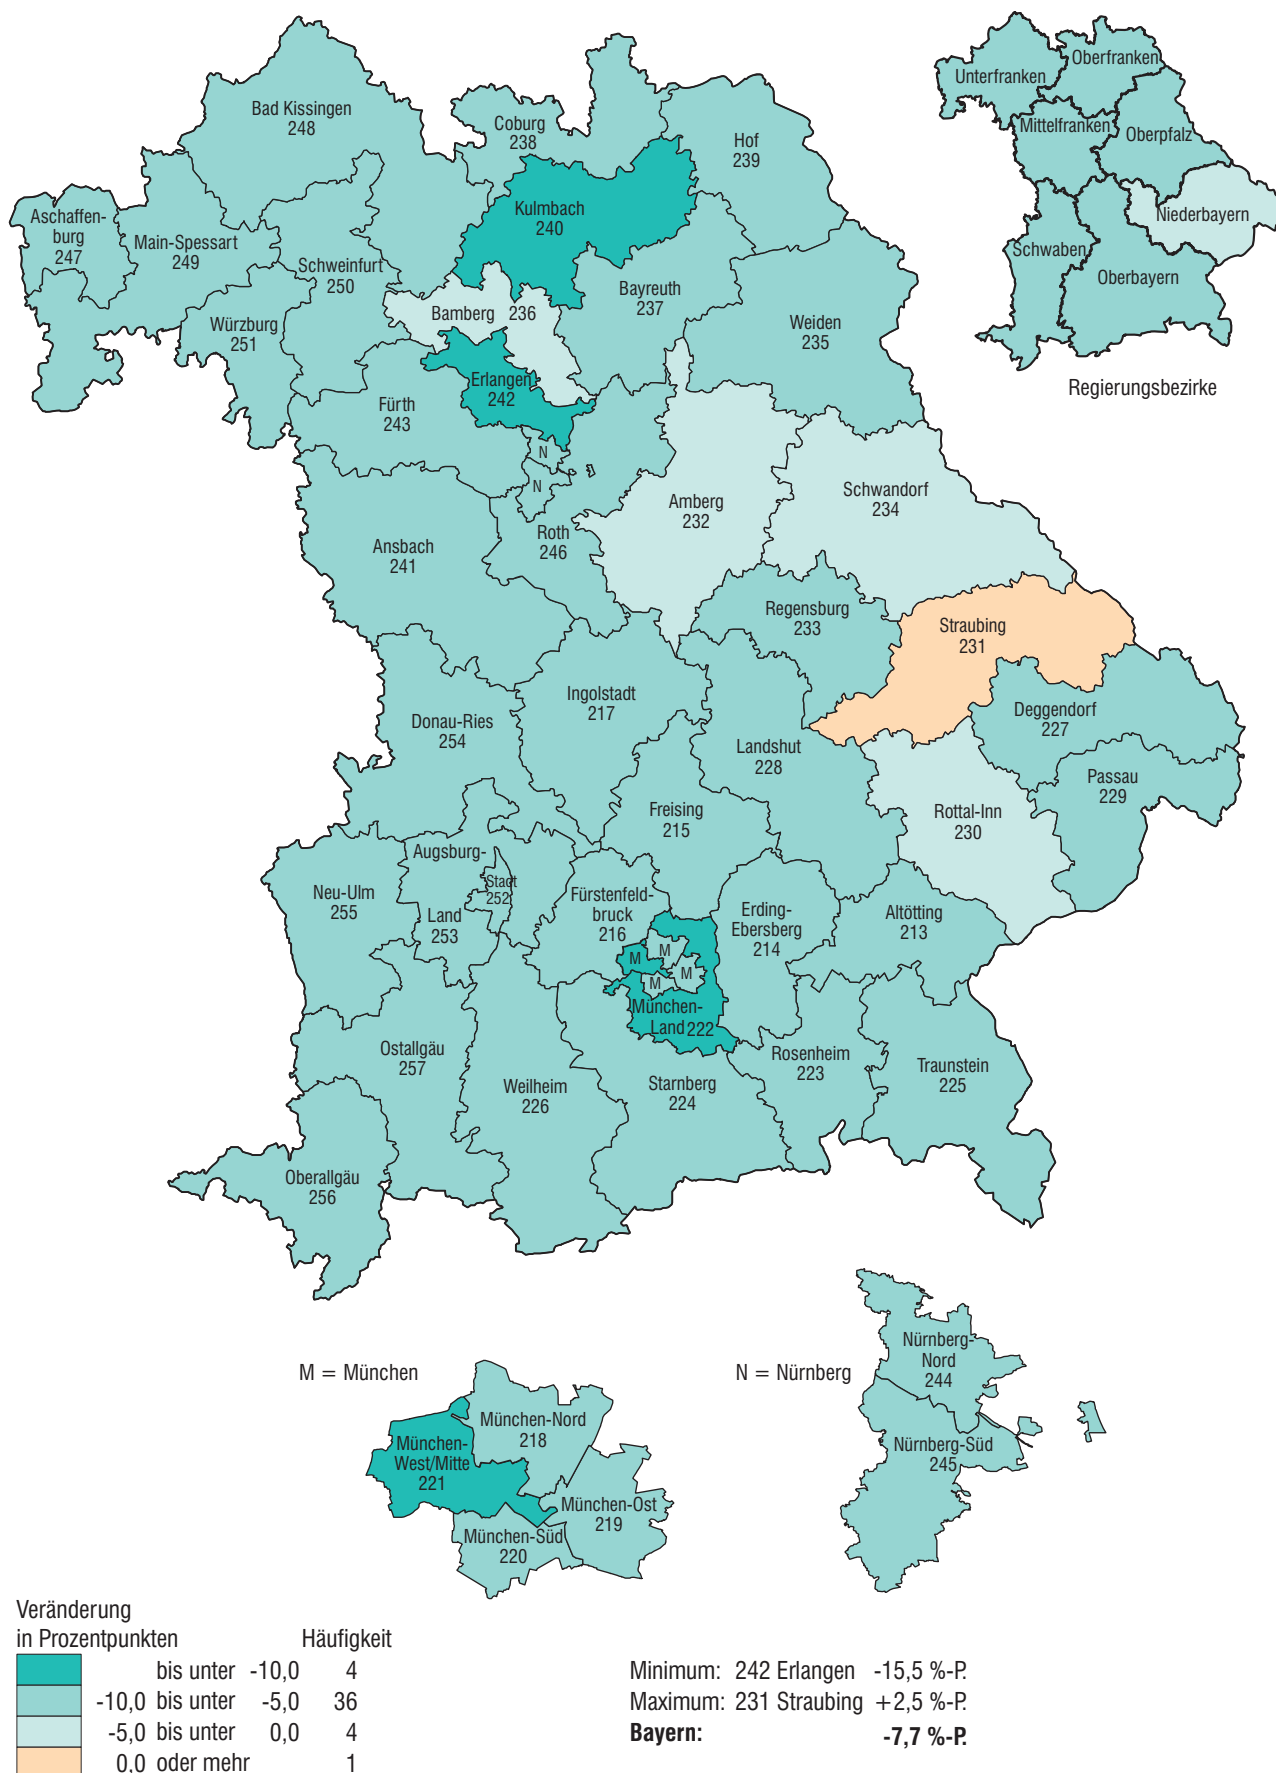 Bad Kissingen
248
Coburg
238
Hof
239
Unterfranken
Oberfranken
Mittelfranken
Oberpfalz
Niederbayern
Schwaben
Oberbayern
Regierungsbezirke
Aschaffen-
burg
247
Main-Spessart
249
Schweinfurt
250
Kulmbach
240
Bayreuth
237
Weiden
235
Würzburg
251
Bamberg 236
Erlangen
242
Fürth
243
N
N
Ansbach
241
Roth
246
Amberg
232
Schwandorf
234
Regensburg
233
Straubing
231
Deggendorf
227
Ingolstadt
217
Donau-Ries
254
Landshut
228
Passau
229
Rottal-Inn
230
Freising
215
Augsburg-
Stadt
252
Land
253
Neu-Ulm
255
Fürstenfeld-
bruck
216
Erding-
Ebersberg
214
Altötting
213
M
M
M
M
München-
Land 222
Ostallgäu
257
Weilheim
226
Starnberg
224
Rosenheim
223
Traunstein
225
Oberallgäu
256
M = München
München-Nord
218
München-
West/Mitte
221
München-Ost
219
München-Süd
220
N = Nürnberg
Nürnberg-
Nord
244
Nürnberg-Süd
245
Veränderung
in Prozentpunkten Häufigkeit
bis unter -10,0 4
-10,0 bis unter -5,0 36
-5,0 bis unter 0,0 4
0,0 oder mehr 1
Minimum: 242 Erlangen -15,5 %-P.
Maximum: 231 Straubing +2,5 %-P.
Bayern: -7,7 %-P.